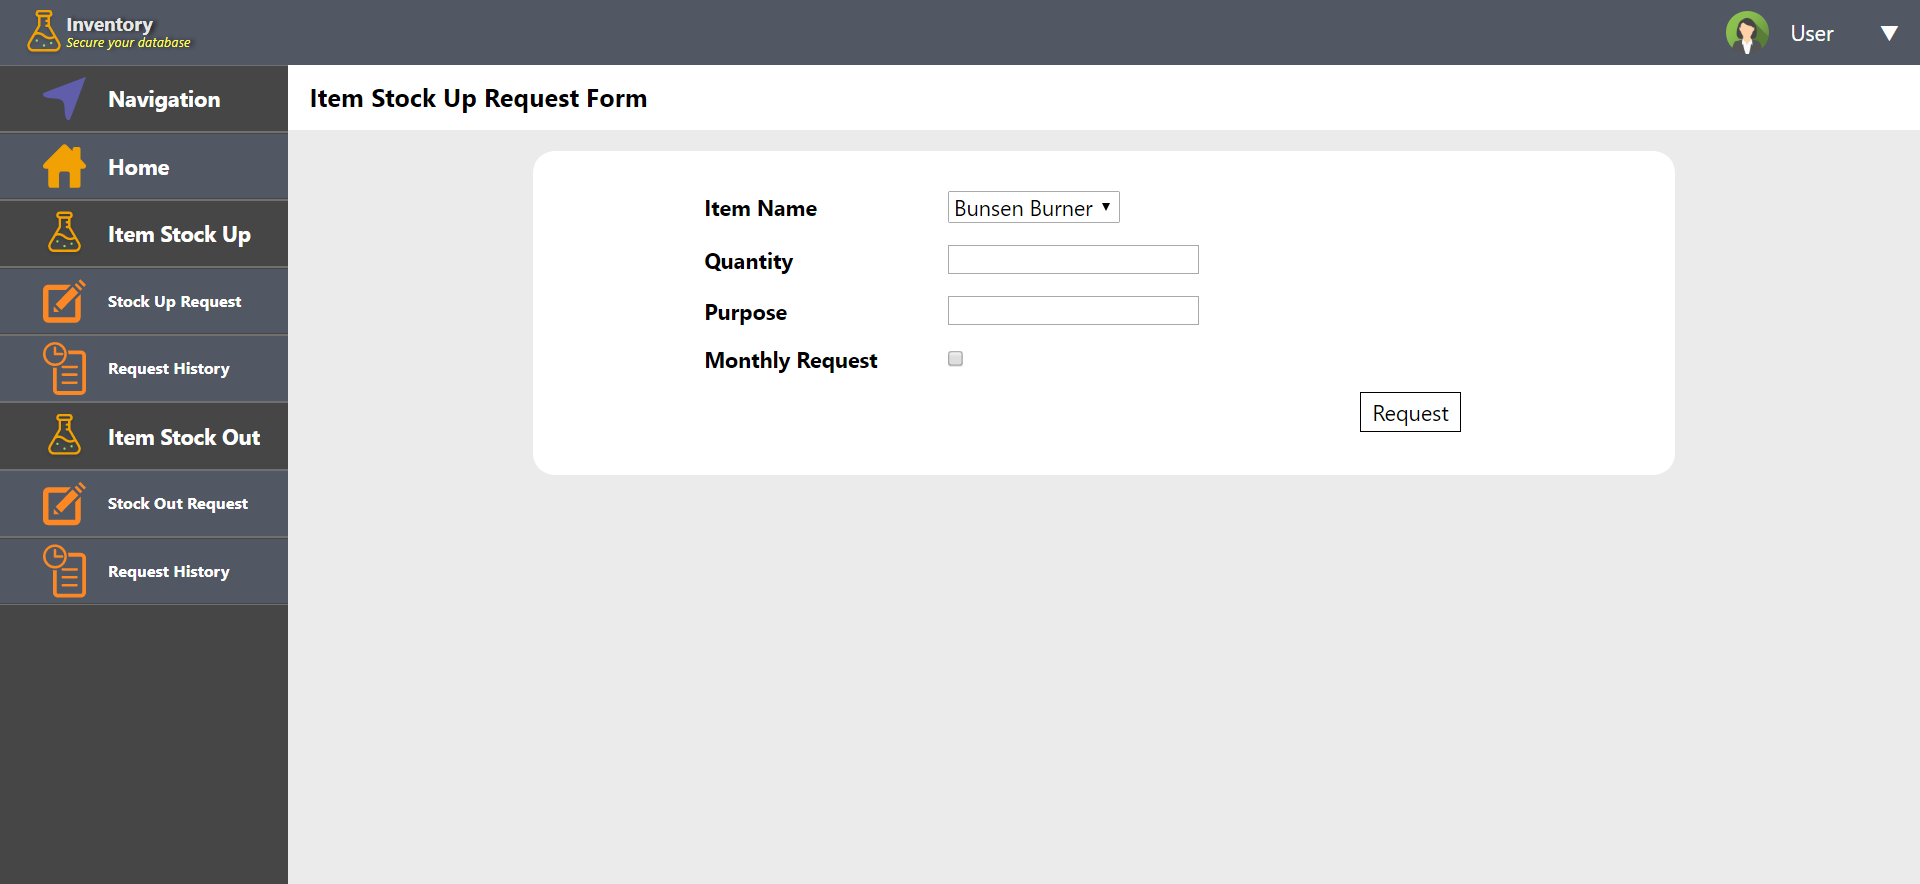 Inventory
Secure your database
User
Navigation
Home
Item Stock Up
Stock Up Request
Request History
Item Stock Out
Stock Out Request
Request History
Item Stock Up Request Form
Item Name
Bunsen Burner
Quantity
Purpose
Monthly Request
Request